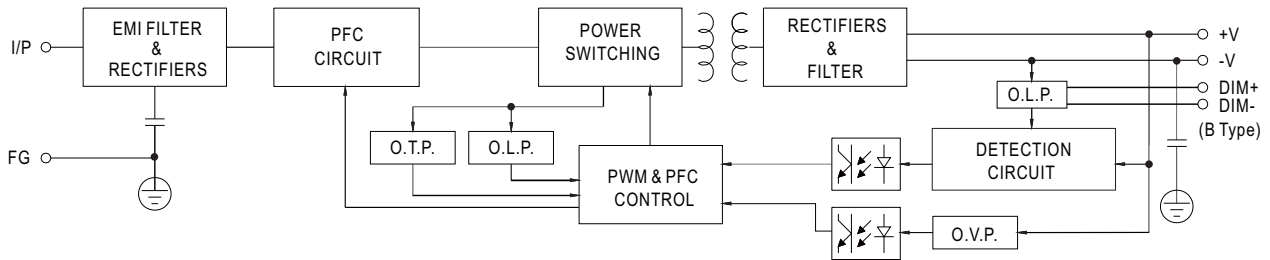 I/P
EMI FILTER
&
RECTIFIERS
PFC
CIRCUIT
POWER
SWITCHING
RECTIFIERS
&
FILTER
+V
-V
DIM+
DIM-
(B Type)
O.L.P.
FG
O.T.P.
O.L.P.
PWM & PFC
CONTROL
DETECTION
CIRCUIT
O.V.P.